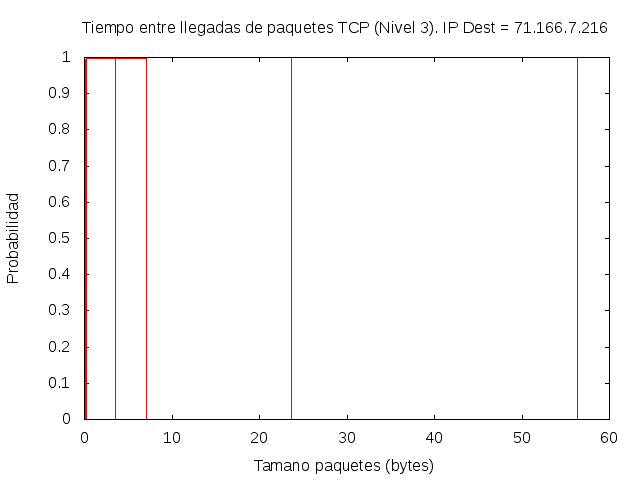 Tiempo entre llegadas de paquetes TCP (Nivel 3). IP Dest = 71.166.7.216
1
0.9
0.8
0.7
0.6
0.5
0.4
0.3
0.2
0.1
0
Probabilidad
0 10 20 30 40 50 60
Tamano paquetes (bytes)